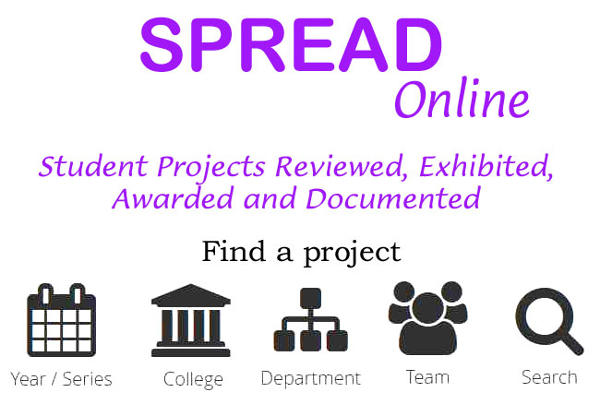 SPREAD
Online
Student Projects Reviewed, Exhibited,
Awarded and Documented
Find a project
Year / Series
College
Department
Team
Search